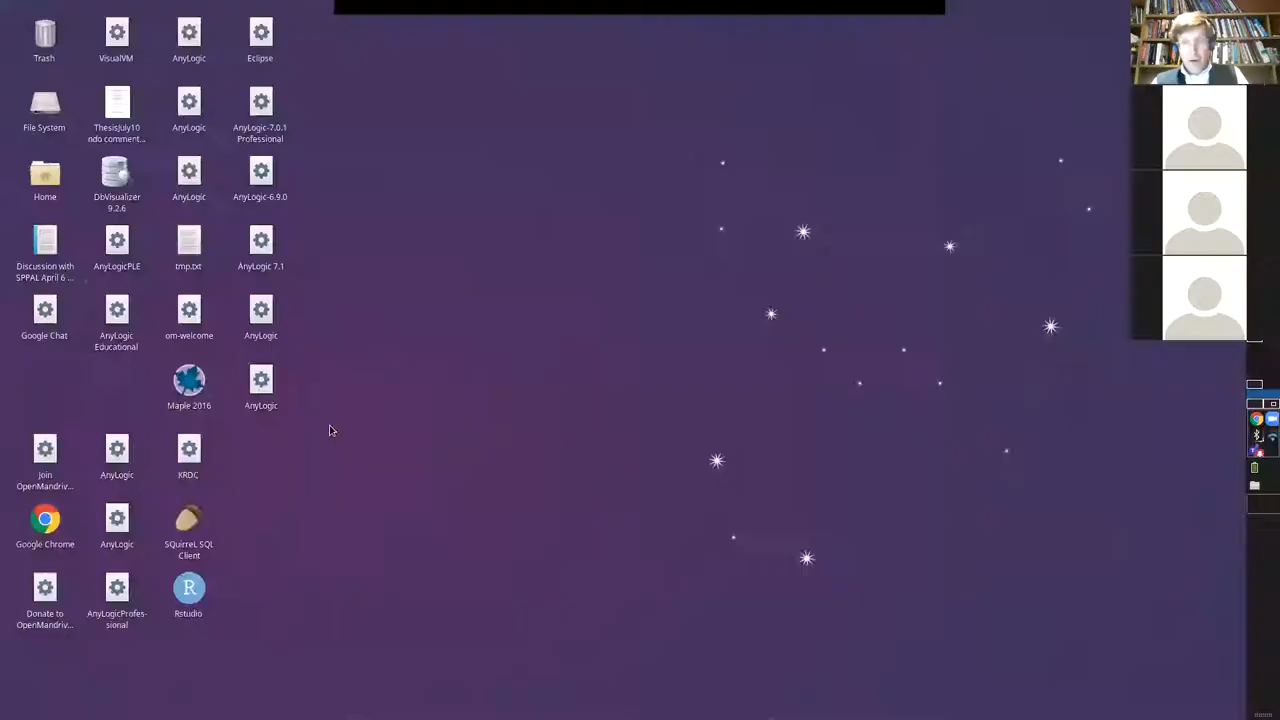 Trash
VisualVM
AnyLogic
Eclipse
File System
ThesisJuly10
ndo comment...
AnyLogic
AnyLogic-7.0.1
Professional
Home
DbVisualizer
9.2.6
AnyLogic
AnyLogic-6.9.0
Discussion with
SPPAL April 6 ...
AnyLogicPLE
tmp.txt
AnyLogic 7.1
Google Chat
AnyLogic
Educational
om-welcome
AnyLogic
Maple 2016
AnyLogic
Join
OpenMandriv...
AnyLogic
KRDC
Google Chrome
AnyLogic
SQuirreL SQL
Client
Donate to
OpenMandriv...
AnyLogicProfes-
sional
R
Rstudio